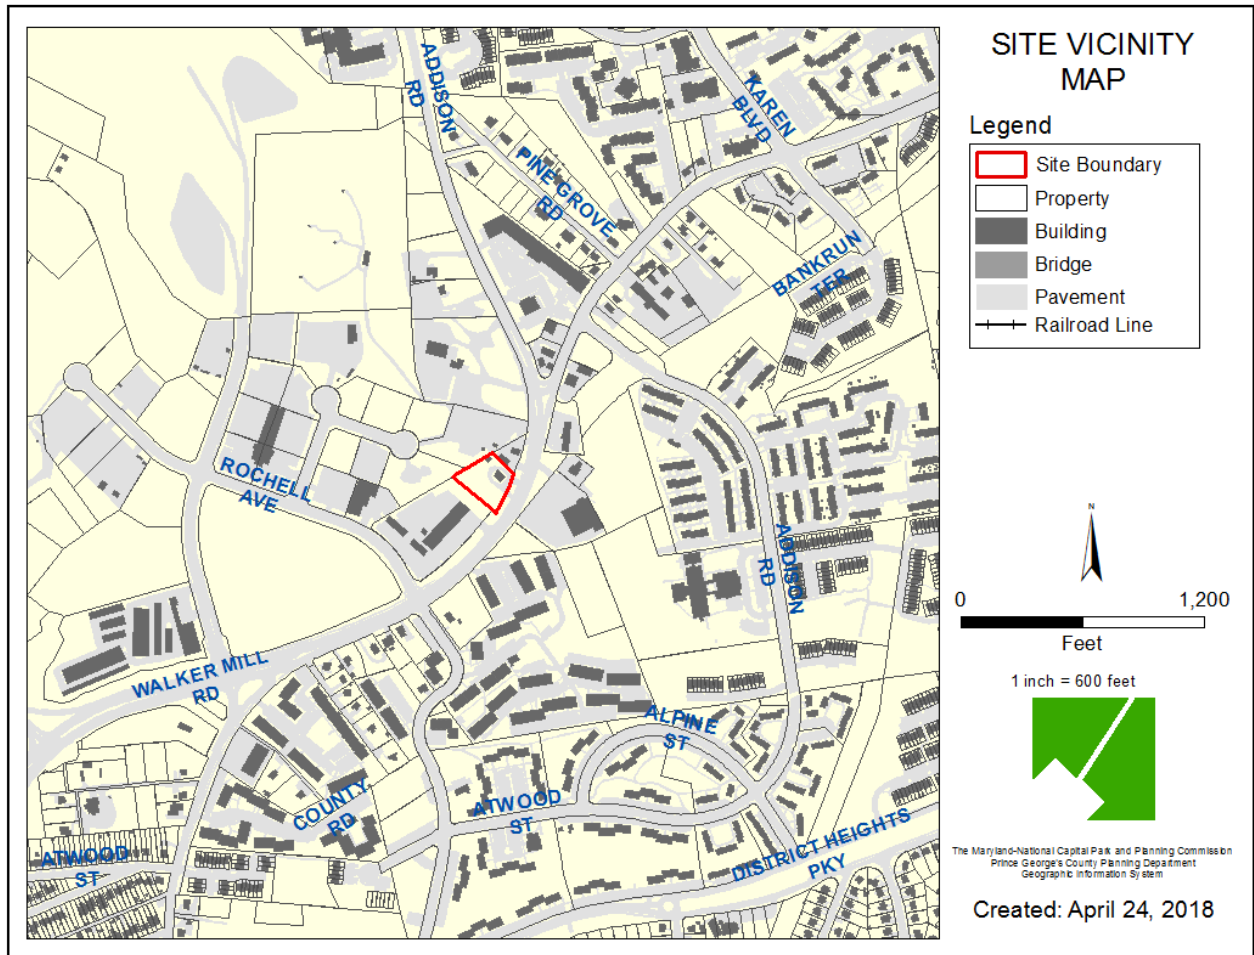 SITE VICINITY
MAP
Legend
Site Boundary
Property
Building
Bridge
Pavement
Railroad Line
N
0 1,200
Feet
1 inch = 600 feet
The Maryland-National Capital Park and Planning Commission
Prince George's County Planning Department
Geographic Information System
Created: April 24, 2018
ADDISON
RD
KAREN
BLVD
PINE GROVE
RD
BANKRUN
TER
ROCHELL
AVE
ADDISON
RD
WALKER MILL
RD
ALPINE
ST
COUNTY
RD
ATWOOD
ST
DISTRICT HEIGHTS
PKY
ATWOOD
ST